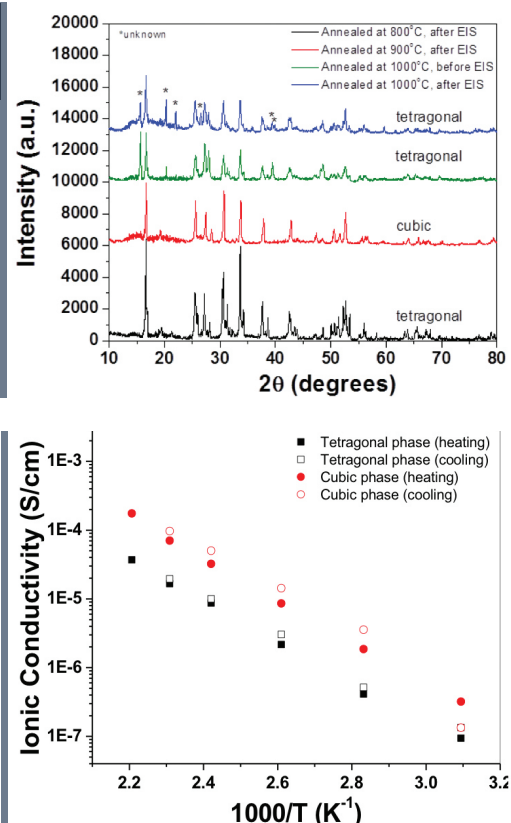 20000
18000
16000
14000
12000
10000
8000
6000
4000
2000
0
Intensity (a.u.)
*unknown
Annealed at 800°C, after EIS
Annealed at 900°C, after EIS
Annealed at 1000°C, before EIS
Annealed at 1000°C, after EIS
* * * * * *
tetragonal
tetragonal
cubic
tetragonal
10 20 30 40 50 60 70 80
2θ (degrees)
Ionic Conductivity (S/cm)
1E-3
1E-4
1E-5
1E-6
1E-7
Tetragonal phase (heating)
Tetragonal phase (cooling)
Cubic phase (heating)
Cubic phase (cooling)
2.2 2.4 2.6 2.8 3.0 3.2
1000/T (K⁻¹)